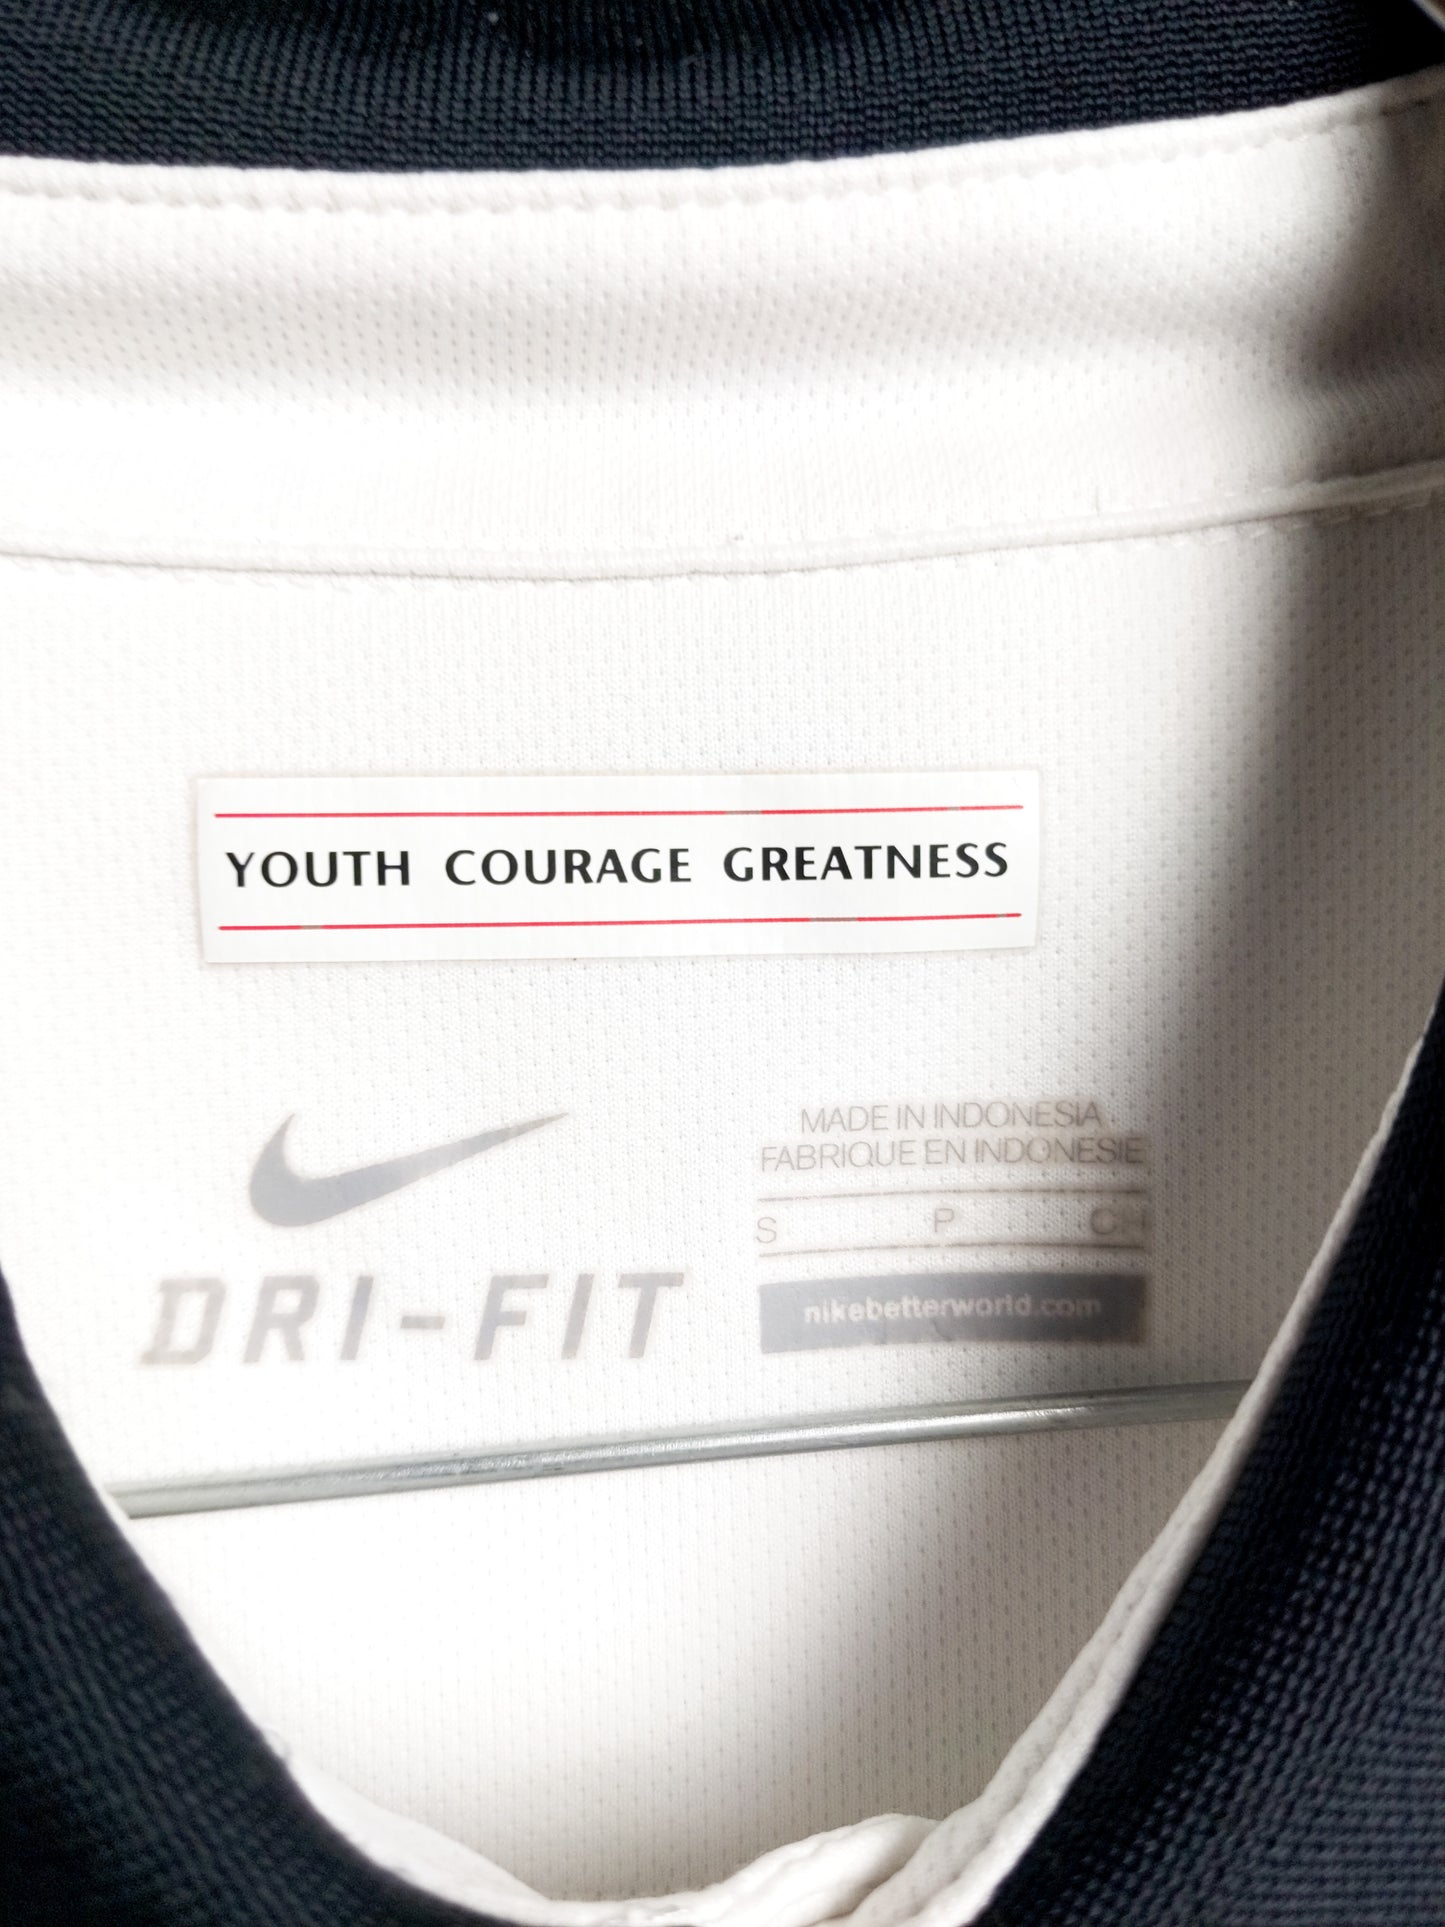 YOUTH COURAGE GREATNESS
DRI-FIT
MADE IN INDONESIA
FABRIQUE EN INDONESIE
S P CH
nikebetterworld.com